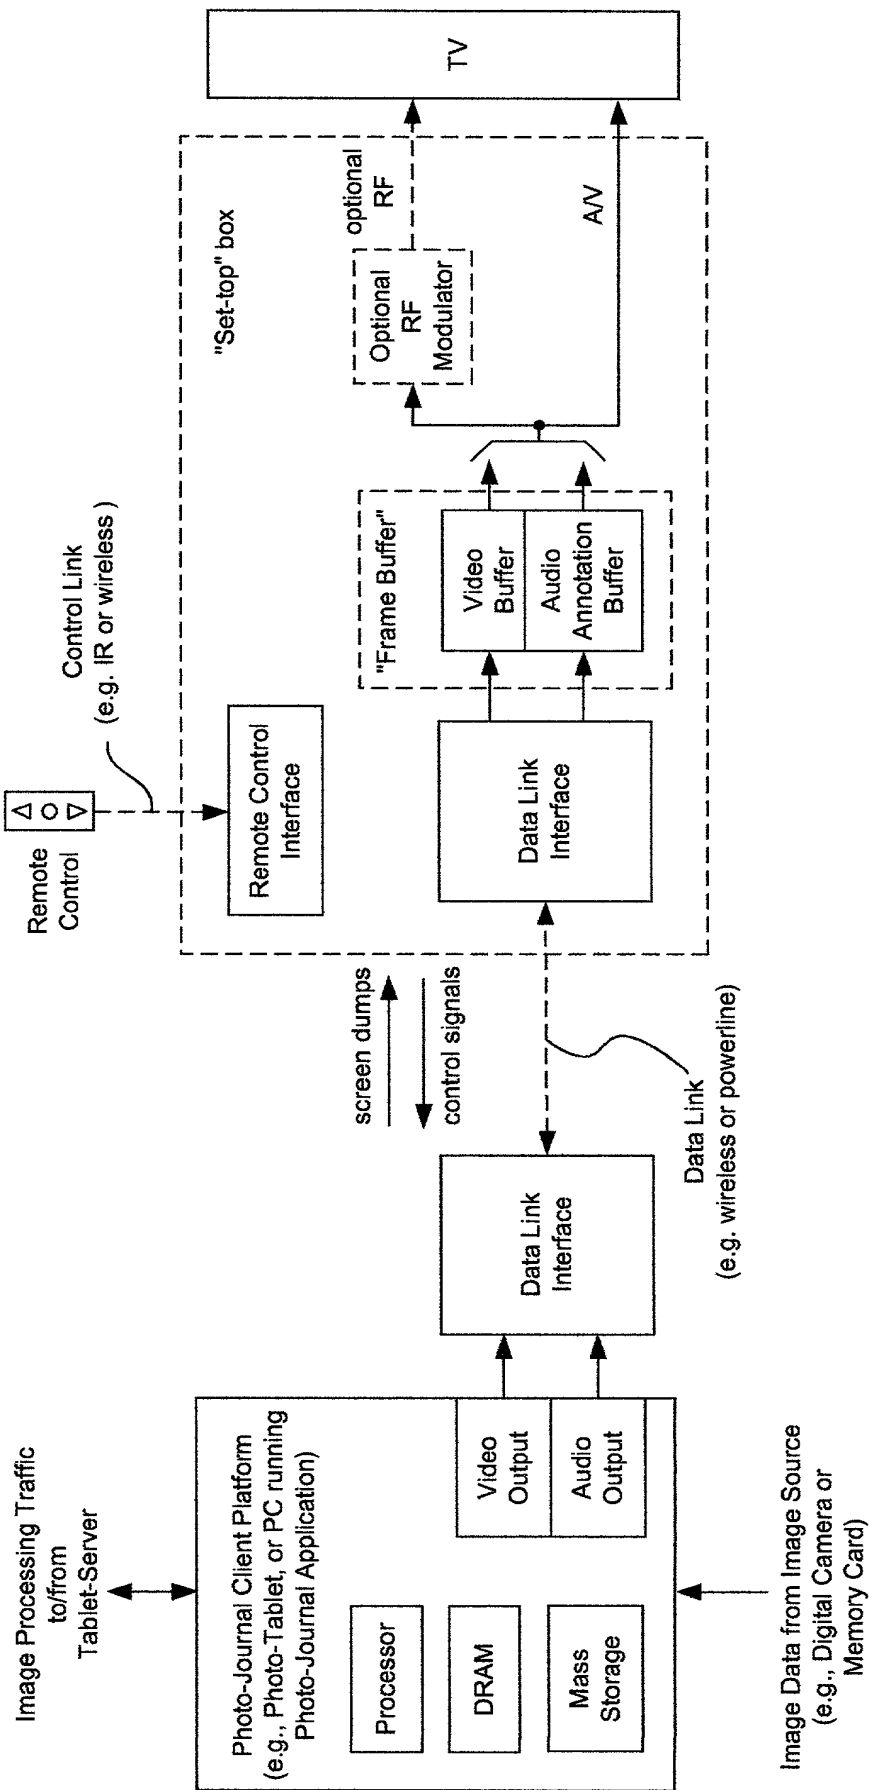 Image Processing Traffic
to/from
Tablet-Server
Photo-Journal Client Platform
(e.g., Photo-Tablet, or PC running
Photo-Journal Application)
Processor
DRAM
Mass
Storage
Video
Output
Audio
Output
Image Data from Image Source
(e.g., Digital Camera or
Memory Card)
Data Link
Interface
screen dumps
control signals
Data Link
(e.g. wireless or powerline)
Remote
Control
Control Link
(e.g. IR or wireless )
"Set-top" box
Remote Control
Interface
Data Link
Interface
"Frame Buffer"
Video
Buffer
Audio
Annotation
Buffer
Optional
RF
Modulator
optional
RF
A/V
TV